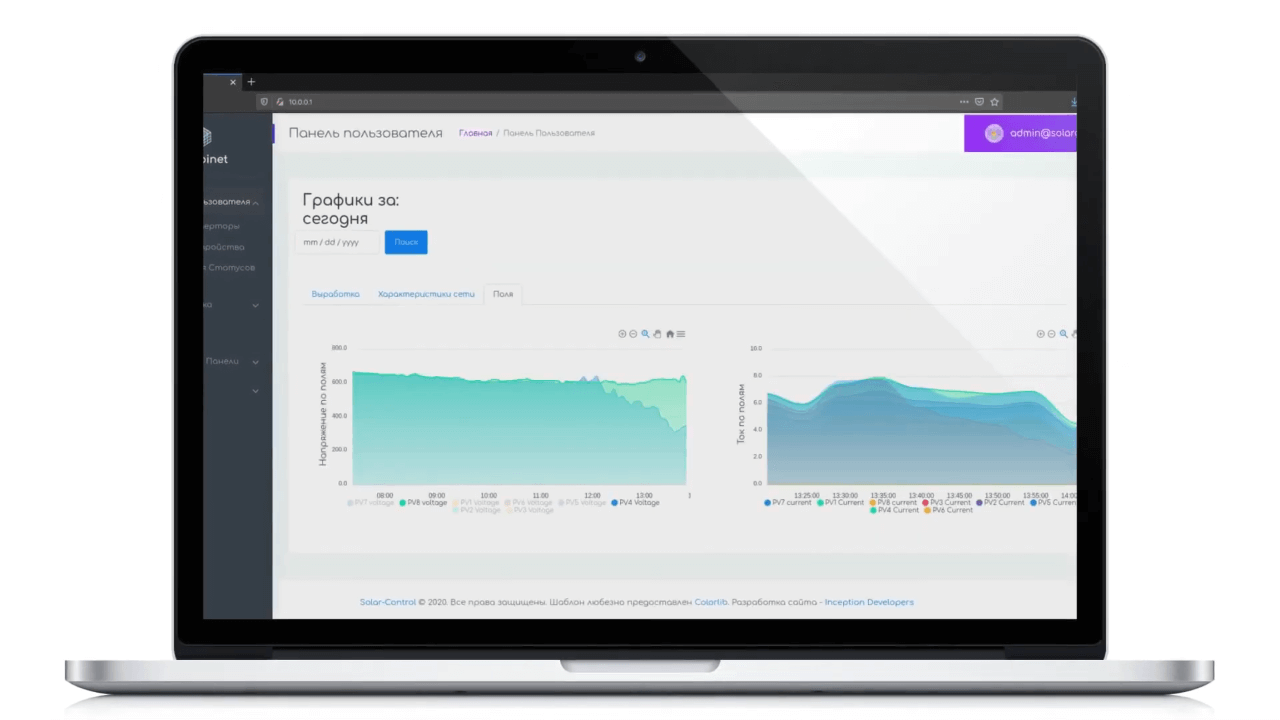 10.0.0.1
Панель пользователя Главная / Панель Пользователя
admin@solarc
binet
ьзователя
ерторы
ройства
и Статусов
ка
Панели
Графики за:
сегодня
mm / dd / yyyy Поиск
Выработка Характеристики сети Поля
Напряжение по полям
800.0
600.0
400.0
200.0
0.0
08:00 09:00 10:00 11:00 12:00 13:00 1
PV7 voltage PV8 voltage PV1 Voltage PV6 Voltage PV5 Voltage PV4 Voltage
PV2 Voltage PV3 Voltage
Ток по полям
10.0
8.0
6.0
4.0
2.0
0.0
13:25:00 13:30:00 13:35:00 13:40:00 13:45:00 13:50:00 13:55:00 14:00
PV7 current PV1 Current PV8 current PV3 Current PV2 Current PV5 Curren
PV4 Current PV6 Current
Solar-Control © 2020. Все права защищены. Шаблон любезно предоставлен Colorlib. Разработка сайта - Inception Developers